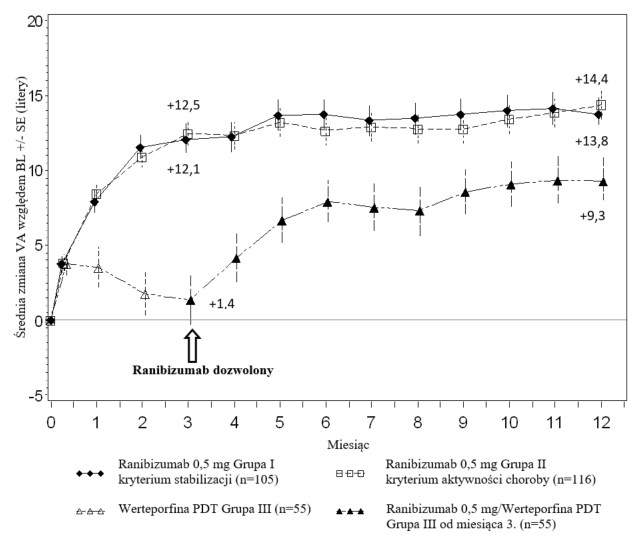 Średnia zmiana VA względem BL +/- SE (litery)
20
15
10
5
0
-5
+12,5
+12,1
+1.4
+14,4
+13,8
+9,3
Ranibizumab dozwolony
0 1 2 3 4 5 6 7 8 9 10 11 12
Miesiąc
Ranibizumab 0,5 mg Grupa I
kryterium stabilizacji (n=105)
Ranibizumab 0,5 mg Grupa II
kryterium aktywności choroby (n=116)
Werteporfina PDT Grupa III (n=55)
Ranibizumab 0,5 mg/Werteporfina PDT
Grupa III od miesiąca 3. (n=55)